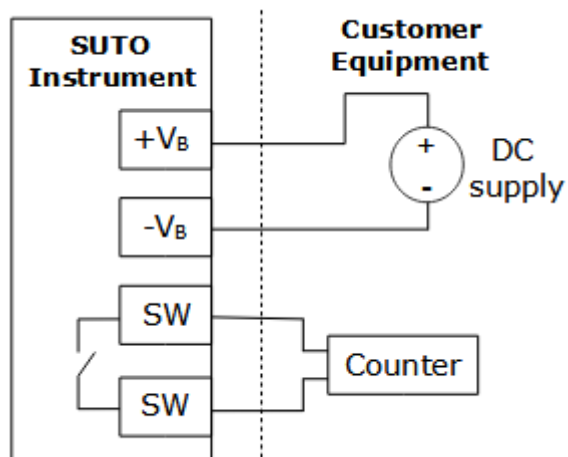 SUTO
Instrument
Customer
Equipment
+VB
-VB
+
-
DC
supply
SW
SW
Counter